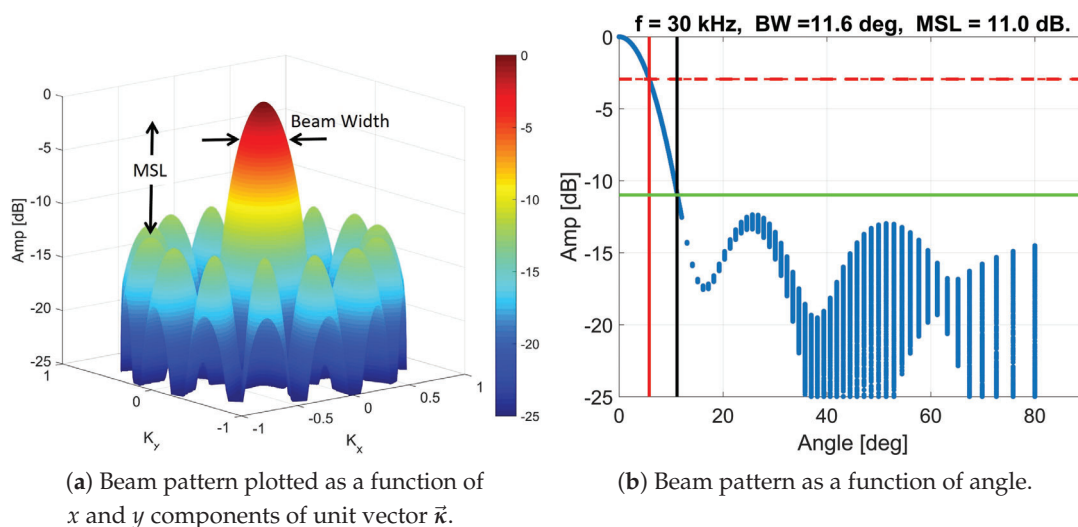 f = 30 kHz, BW =11.6 deg, MSL = 11.0 dB.
0
-5
-10
-15
-20
-25
Amp [dB]
1
0
-1
K_y
-1
-0.5
0
0.5
1
K_x
MSL
Beam Width
0
-5
-10
-15
-20
-25
0
-5
-10
-15
-20
-25
Amp [dB]
0 20 40 60 80
Angle [deg]
(a) Beam pattern plotted as a function of
x and y components of unit vector κ⃗.
(b) Beam pattern as a function of angle.